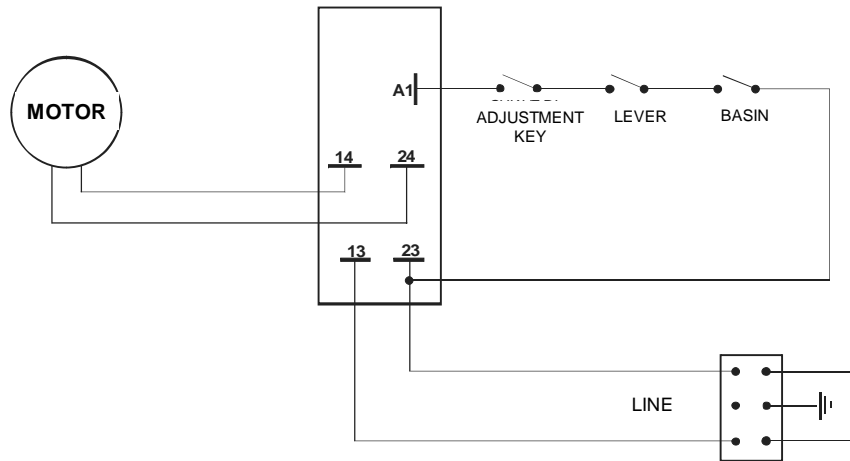 MOTOR
A1
ADJUSTMENT
KEY
LEVER
BASIN
14
24
13
23
LINE